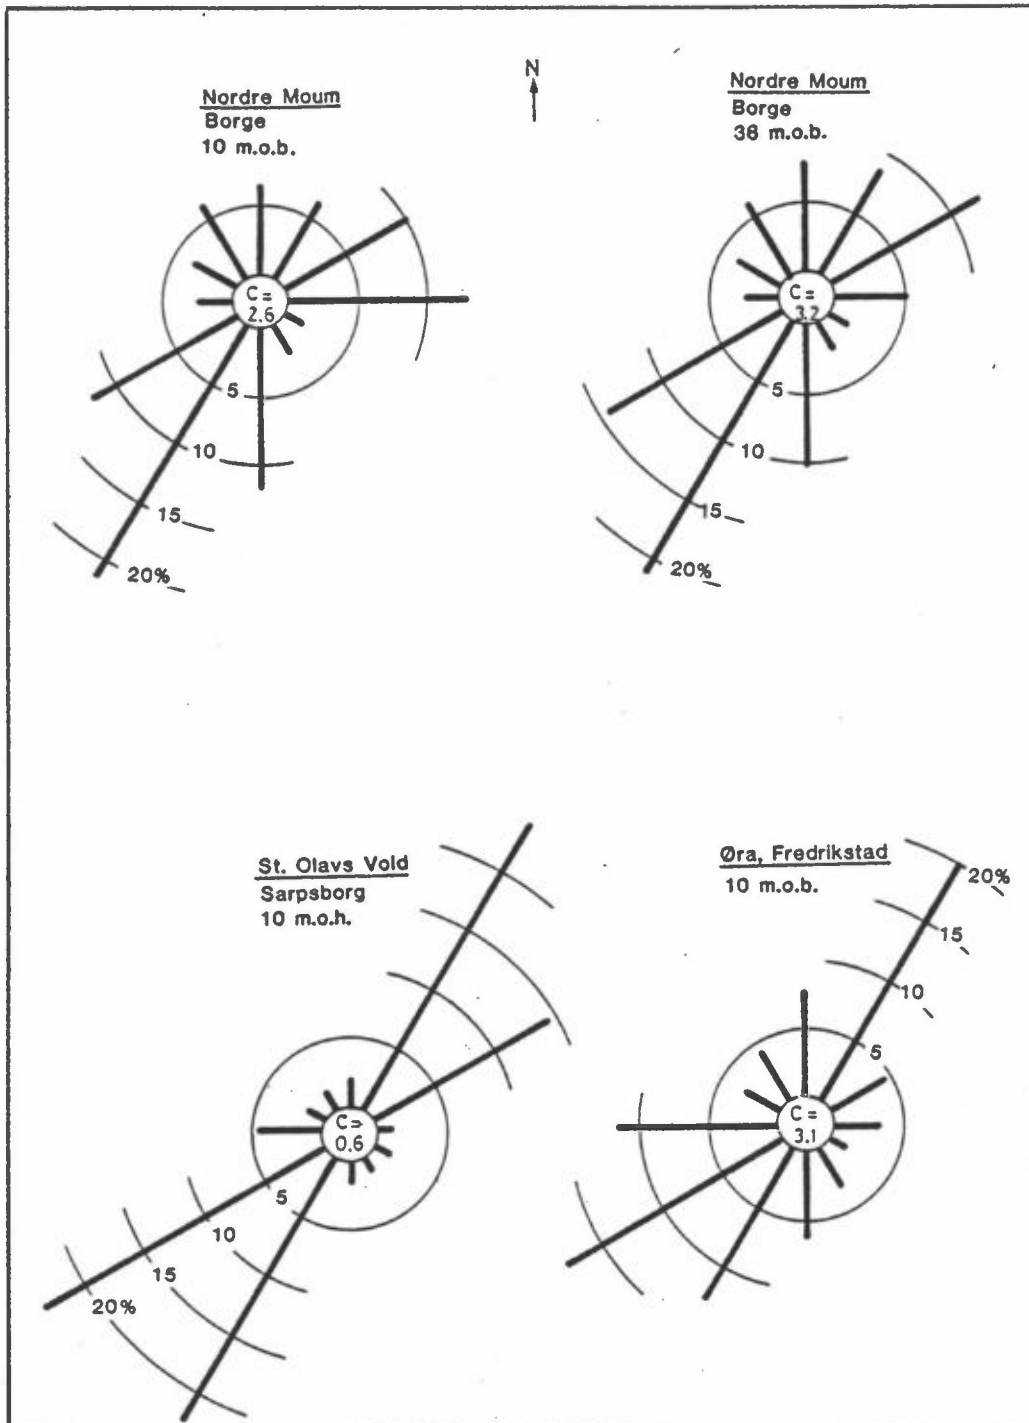 N
Nordre Moum
Borge
10 m.o.b.
C=
2.6
5
10
15
20%
Nordre Moum
Borge
38 m.o.b.
C=
3.2
5
10
15
20%
St. Olavs Vold
Sarpsborg
10 m.o.h.
C=
0.6
5
10
15
20%
Øra, Fredrikstad
10 m.o.b.
20%
15
10
5
C=
3.1